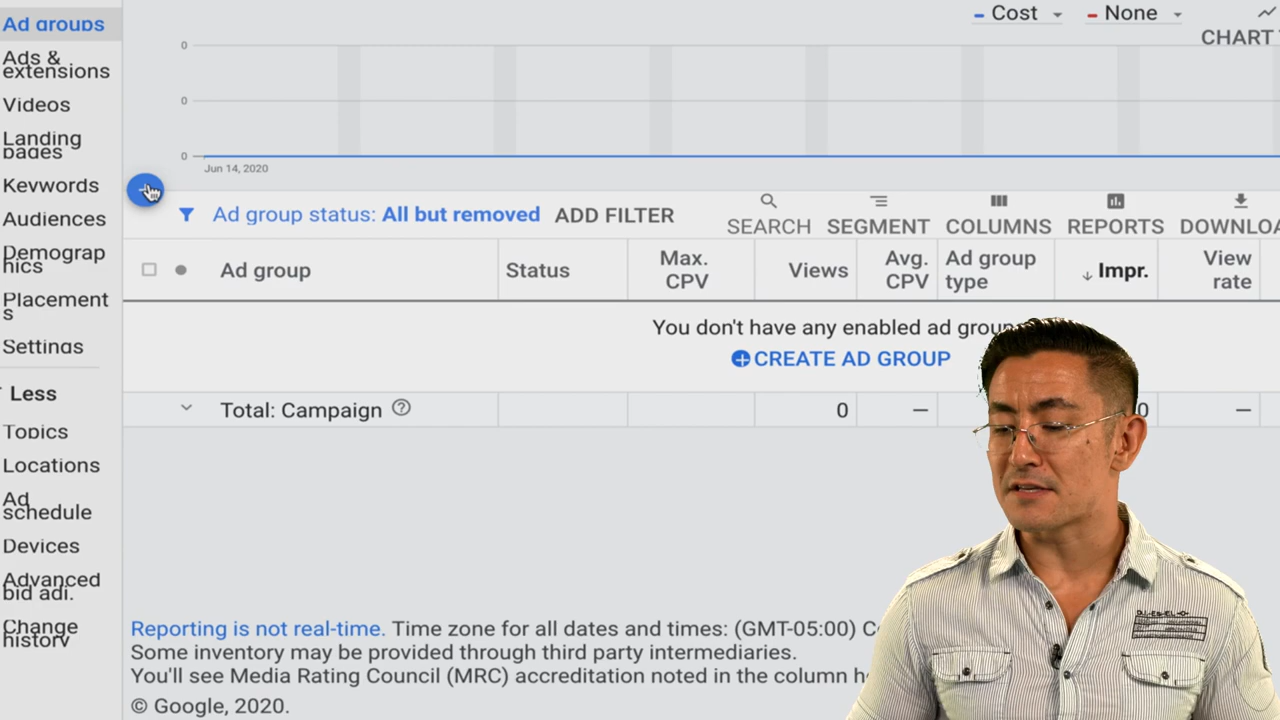 Ad groups
Ads &
extensions
Videos
Landing
pages
Keywords
Audiences
Demograp
hics
Placement
s
Settings
Less
Topics
Locations
Ad
schedule
Devices
Advanced
bid adj.
Change
history
Cost
None
CHART
0
0
0
Jun 14, 2020
Ad group status: All but removed
ADD FILTER
SEARCH
SEGMENT
COLUMNS
REPORTS
Ad group
Status
Max.
CPV
Views
Avg.
CPV
Ad group
type
Impr.
View
rate
You don't have any enabled ad
CREATE AD GROUP
Total: Campaign
0
—
0
—
Reporting is not real-time. Time zone for all dates and times: (GMT-05:00)
Some inventory may be provided through third party intermediaries.
You'll see Media Rating Council (MRC) accreditation noted in the column
© Google, 2020.